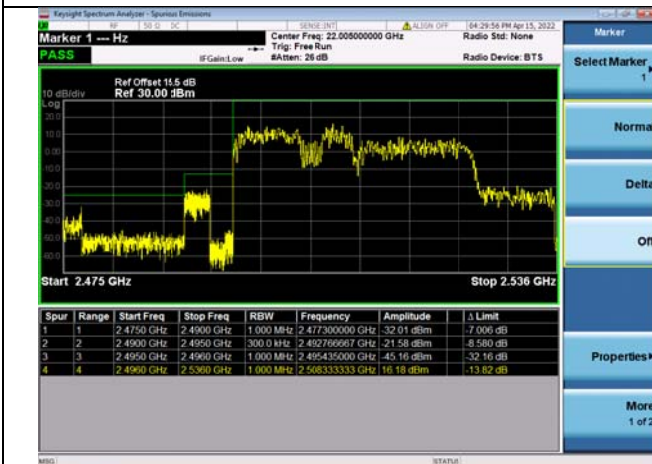 Keysight Spectrum Analyzer - Spurious Emissions
RF 50 Ω DC SENSE:INT ALIGN OFF 04:29:56 PM Apr 15, 2022
Marker 1 --- Hz
Center Freq: 22.005000000 GHz
Radio Std: None
Trig: Free Run
PASS
IFGain:Low
#Atten: 26 dB
Radio Device: BTS
Ref Offset 15.5 dB
10 dB/div Ref 30.00 dBm
Log
20.0
10.0
0.00
-10.0
-20.0
-30.0
-40.0
-50.0
-60.0
Start 2.475 GHz
Stop 2.536 GHz
Spur Range Start Freq Stop Freq RBW Frequency Amplitude Δ Limit
1 1 2.4750 GHz 2.4900 GHz 1.000 MHz 2.477300000 GHz -32.01 dBm -7.006 dB
2 2 2.4900 GHz 2.4950 GHz 300.0 kHz 2.492766667 GHz -21.58 dBm -8.580 dB
3 3 2.4950 GHz 2.4960 GHz 1.000 MHz 2.495435000 GHz -45.16 dBm -32.16 dB
4 4 2.4960 GHz 2.5360 GHz 1.000 MHz 2.508333333 GHz 16.18 dBm -13.82 dB
MSG
STATUS
Marker
Select Marker
1
Norma
Delta
Off
Properties
More
1 of 2